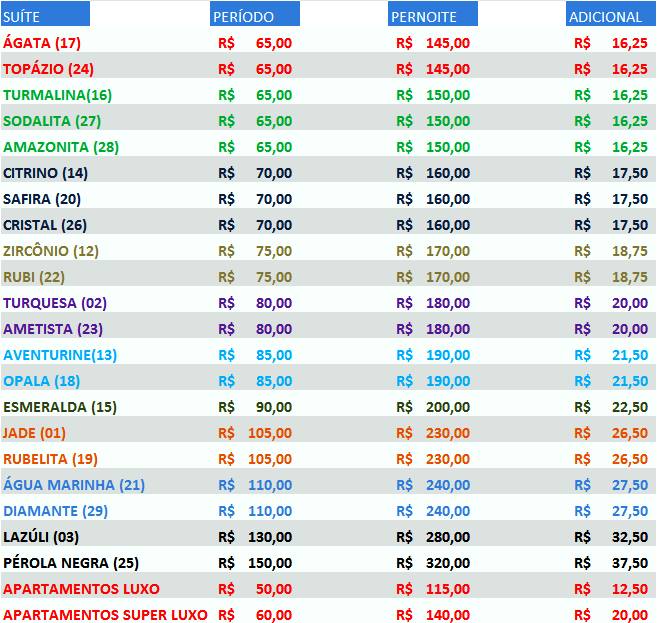 SUÍTE PERÍODO PERNOITE ADICIONAL
ÁGATA (17) R$ 65,00 R$ 145,00 R$ 16,25
TOPÁZIO (24) R$ 65,00 R$ 145,00 R$ 16,25
TURMALINA(16) R$ 65,00 R$ 150,00 R$ 16,25
SODALITA (27) R$ 65,00 R$ 150,00 R$ 16,25
AMAZONITA (28) R$ 65,00 R$ 150,00 R$ 16,25
CITRINO (14) R$ 70,00 R$ 160,00 R$ 17,50
SAFIRA (20) R$ 70,00 R$ 160,00 R$ 17,50
CRISTAL (26) R$ 70,00 R$ 160,00 R$ 17,50
ZIRCÔNIO (12) R$ 75,00 R$ 170,00 R$ 18,75
RUBI (22) R$ 75,00 R$ 170,00 R$ 18,75
TURQUESA (02) R$ 80,00 R$ 180,00 R$ 20,00
AMETISTA (23) R$ 80,00 R$ 180,00 R$ 20,00
AVENTURINE(13) R$ 85,00 R$ 190,00 R$ 21,50
OPALA (18) R$ 85,00 R$ 190,00 R$ 21,50
ESMERALDA (15) R$ 90,00 R$ 200,00 R$ 22,50
JADE (01) R$ 105,00 R$ 230,00 R$ 26,50
RUBELITA (19) R$ 105,00 R$ 230,00 R$ 26,50
ÁGUA MARINHA (21) R$ 110,00 R$ 240,00 R$ 27,50
DIAMANTE (29) R$ 110,00 R$ 240,00 R$ 27,50
LAZÚLI (03) R$ 130,00 R$ 280,00 R$ 32,50
PÉROLA NEGRA (25) R$ 150,00 R$ 320,00 R$ 37,50
APARTAMENTOS LUXO R$ 50,00 R$ 115,00 R$ 12,50
APARTAMENTOS SUPER LUXO R$ 60,00 R$ 140,00 R$ 20,00